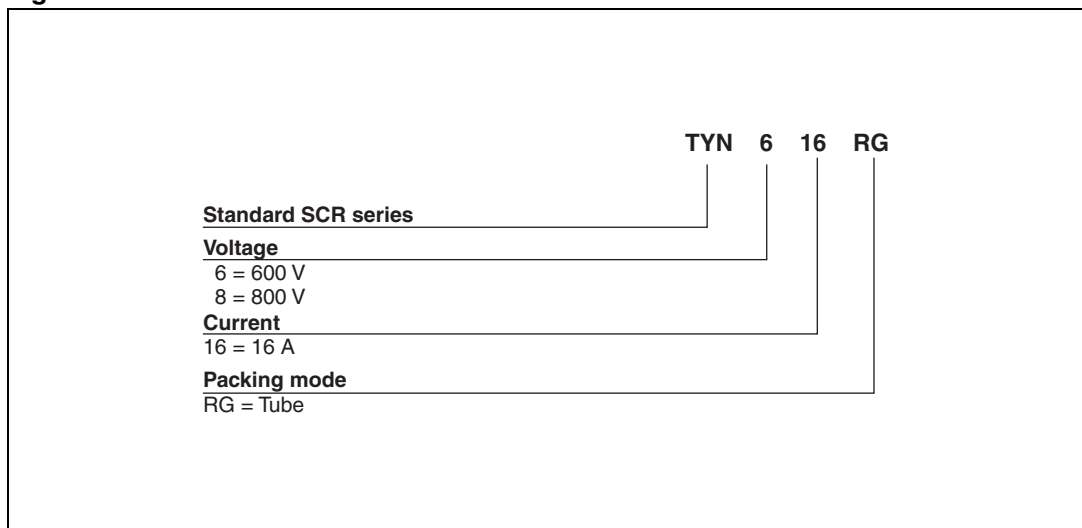 TYN 6 16 RG
Standard SCR series
Voltage
6 = 600 V
8 = 800 V
Current
16 = 16 A
Packing mode
RG = Tube